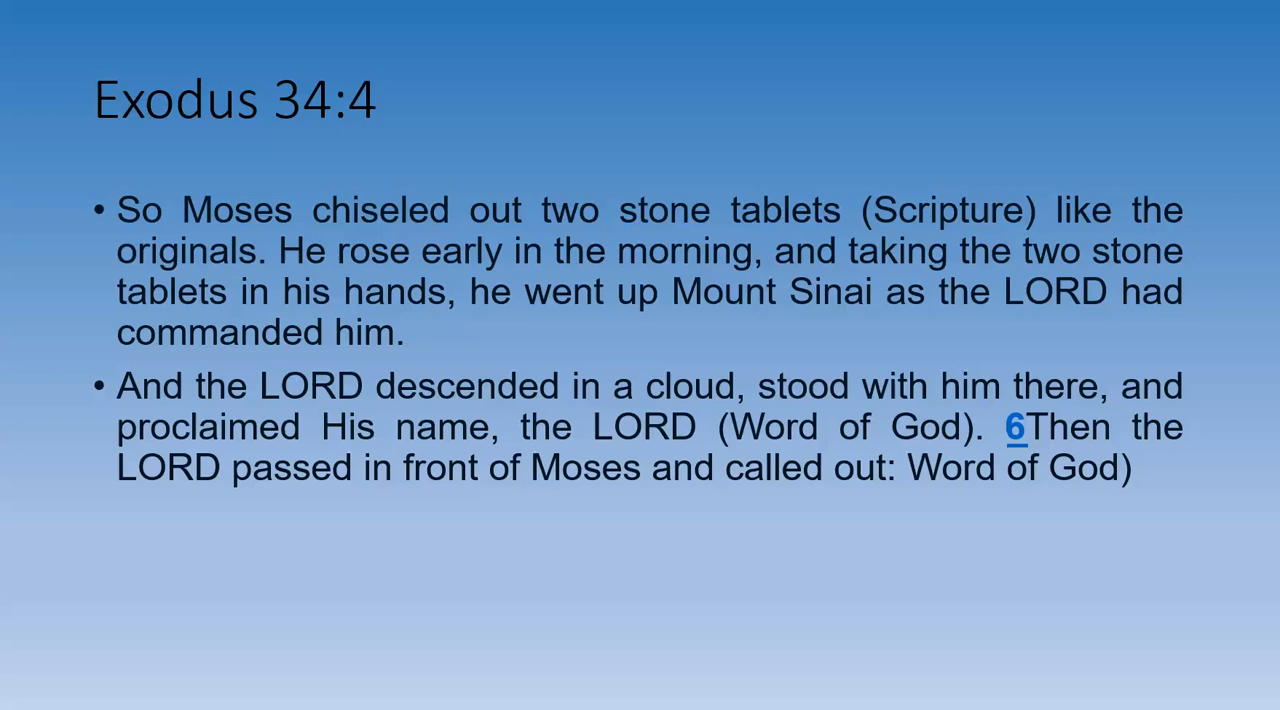 Exodus 34:4
• So Moses chiseled out two stone tablets (Scripture) like the
originals. He rose early in the morning, and taking the two stone
tablets in his hands, he went up Mount Sinai as the LORD had
commanded him.
• And the LORD descended in a cloud, stood with him there, and
proclaimed His name, the LORD (Word of God). 6Then the
LORD passed in front of Moses and called out: Word of God)